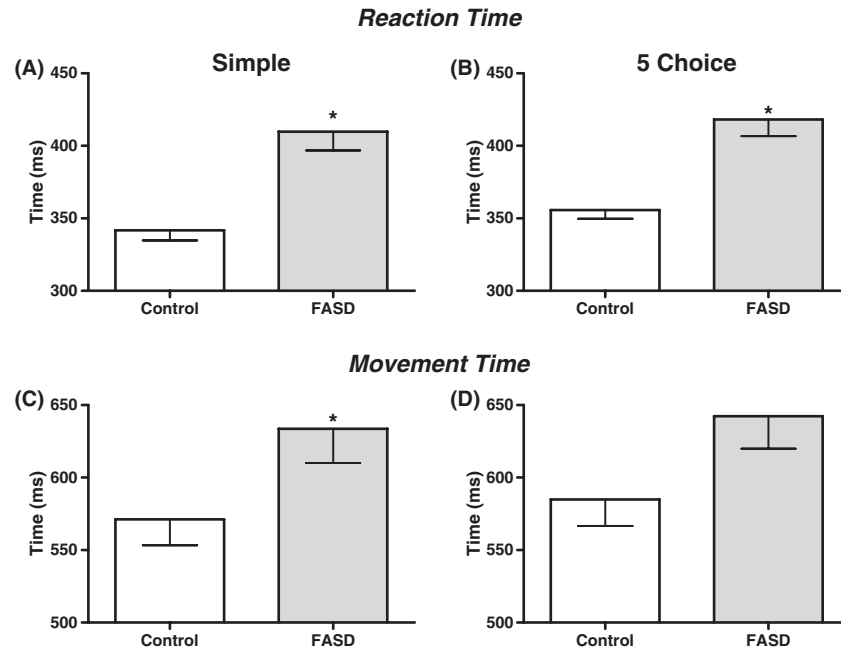 Reaction Time
(A) Simple
450
400
350
300
Time (ms)
*
Control FASD
(B) 5 Choice
450
400
350
300
Time (ms)
*
Control FASD
Movement Time
(C)
650
600
550
500
Time (ms)
*
Control FASD
(D)
650
600
550
500
Time (ms)
Control FASD